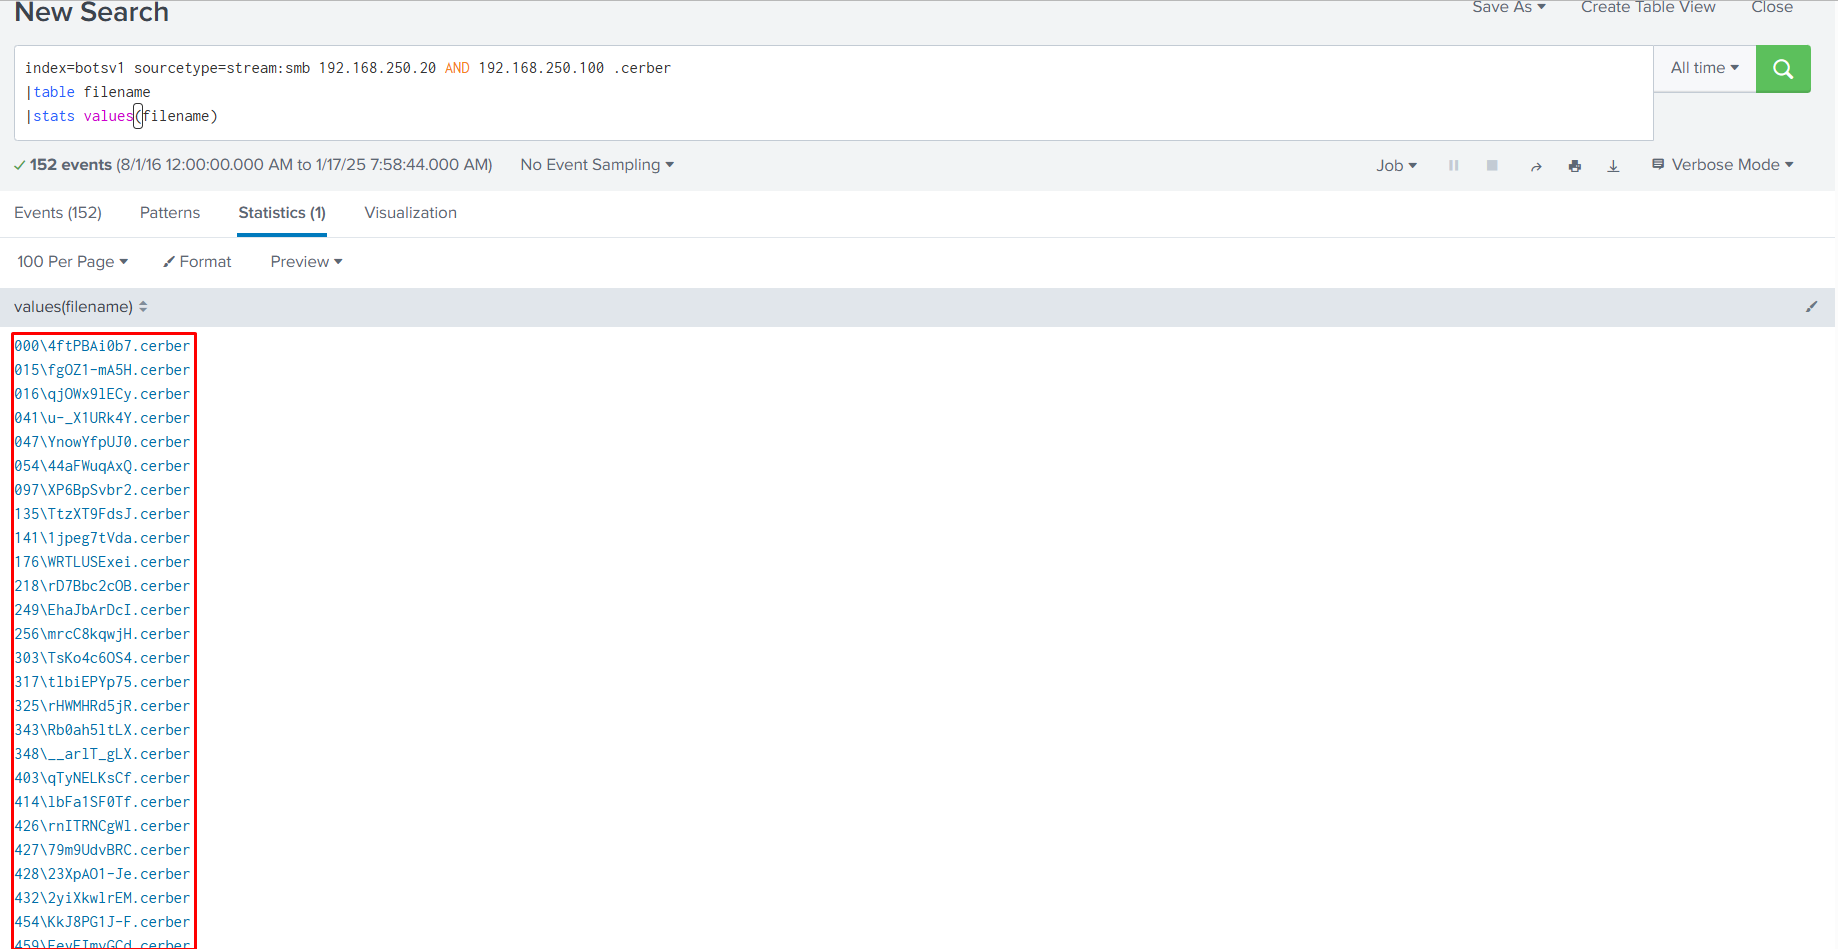 New Search
Save As
Create Table View
Close
index=botsv1 sourcetype=stream:smb 192.168.250.20 AND 192.168.250.100 .cerber
|table filename
|stats values(filename)
All time
152 events (8/1/16 12:00:00.000 AM to 1/17/25 7:58:44.000 AM)
No Event Sampling
Job
Verbose Mode
Events (152)
Patterns
Statistics (1)
Visualization
100 Per Page
Format
Preview
values(filename)
000\4ftPBAi0b7.cerber
015\fgOZ1-mA5H.cerber
016\qjOWx9lECy.cerber
041\u-_X1URk4Y.cerber
047\YnowYfpUJ0.cerber
054\44aFWuqAxQ.cerber
097\XP6BpSvbr2.cerber
135\TtzXT9FdsJ.cerber
141\1jpeg7tVda.cerber
176\WRTLUSExei.cerber
218\rD7Bbc2cOB.cerber
249\EhaJbArDcI.cerber
256\mrcC8kqwjH.cerber
303\TsKo4c6OS4.cerber
317\tlbiEPYp75.cerber
325\rHWMHRd5jR.cerber
343\Rb0ah5ltLX.cerber
348\__arlT_gLX.cerber
403\qTyNELKsCf.cerber
414\lbFa1SF0Tf.cerber
426\rnITRNCgWl.cerber
427\79m9UdvBRC.cerber
428\23XpAO1-Je.cerber
432\2yiXkwlrEM.cerber
454\KkJ8PG1J-F.cerber